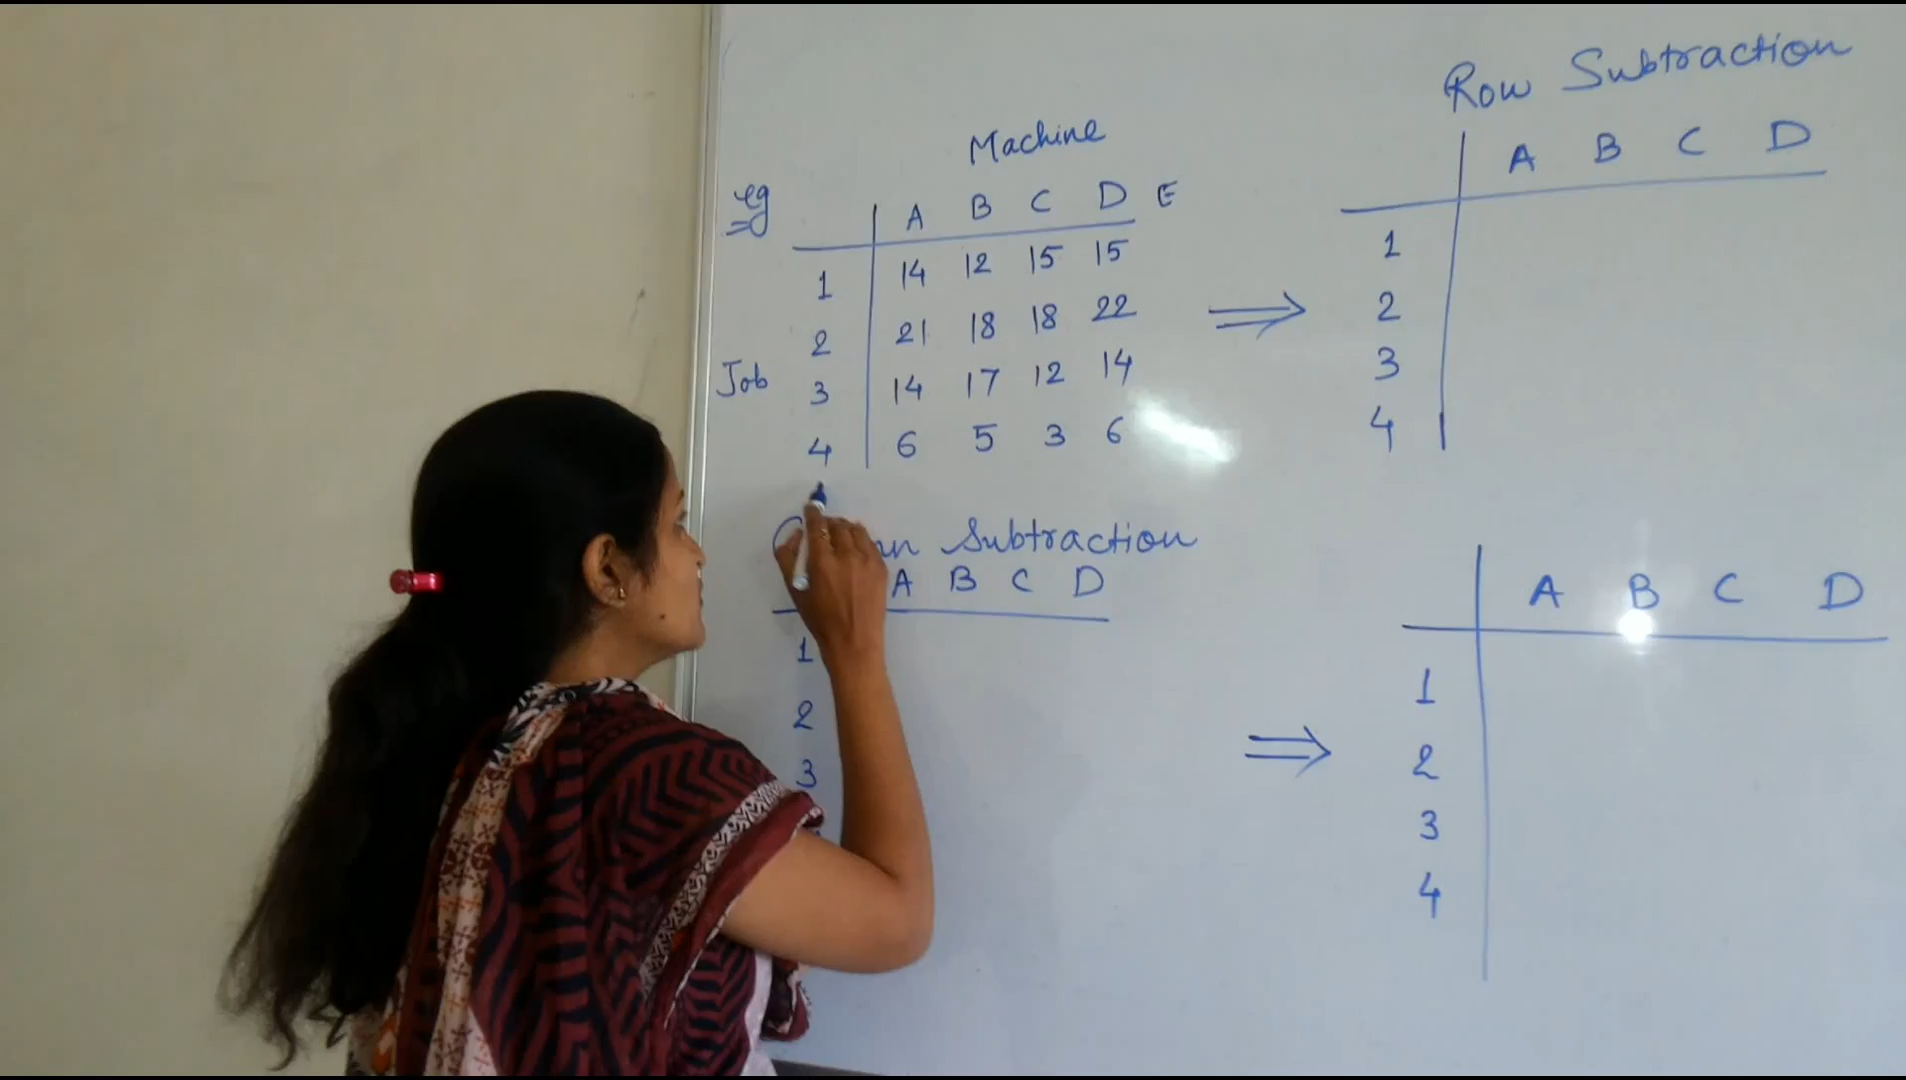 Machine
eg
A B C D E
1 14 12 15 15
2 21 18 18 22
Job
3 14 17 12 14
4 6 5 3 6
Row Subtraction
A B C D
1
2
3
4
Subtraction
A B C D
1
2
3
A B C D
1
2
3
4